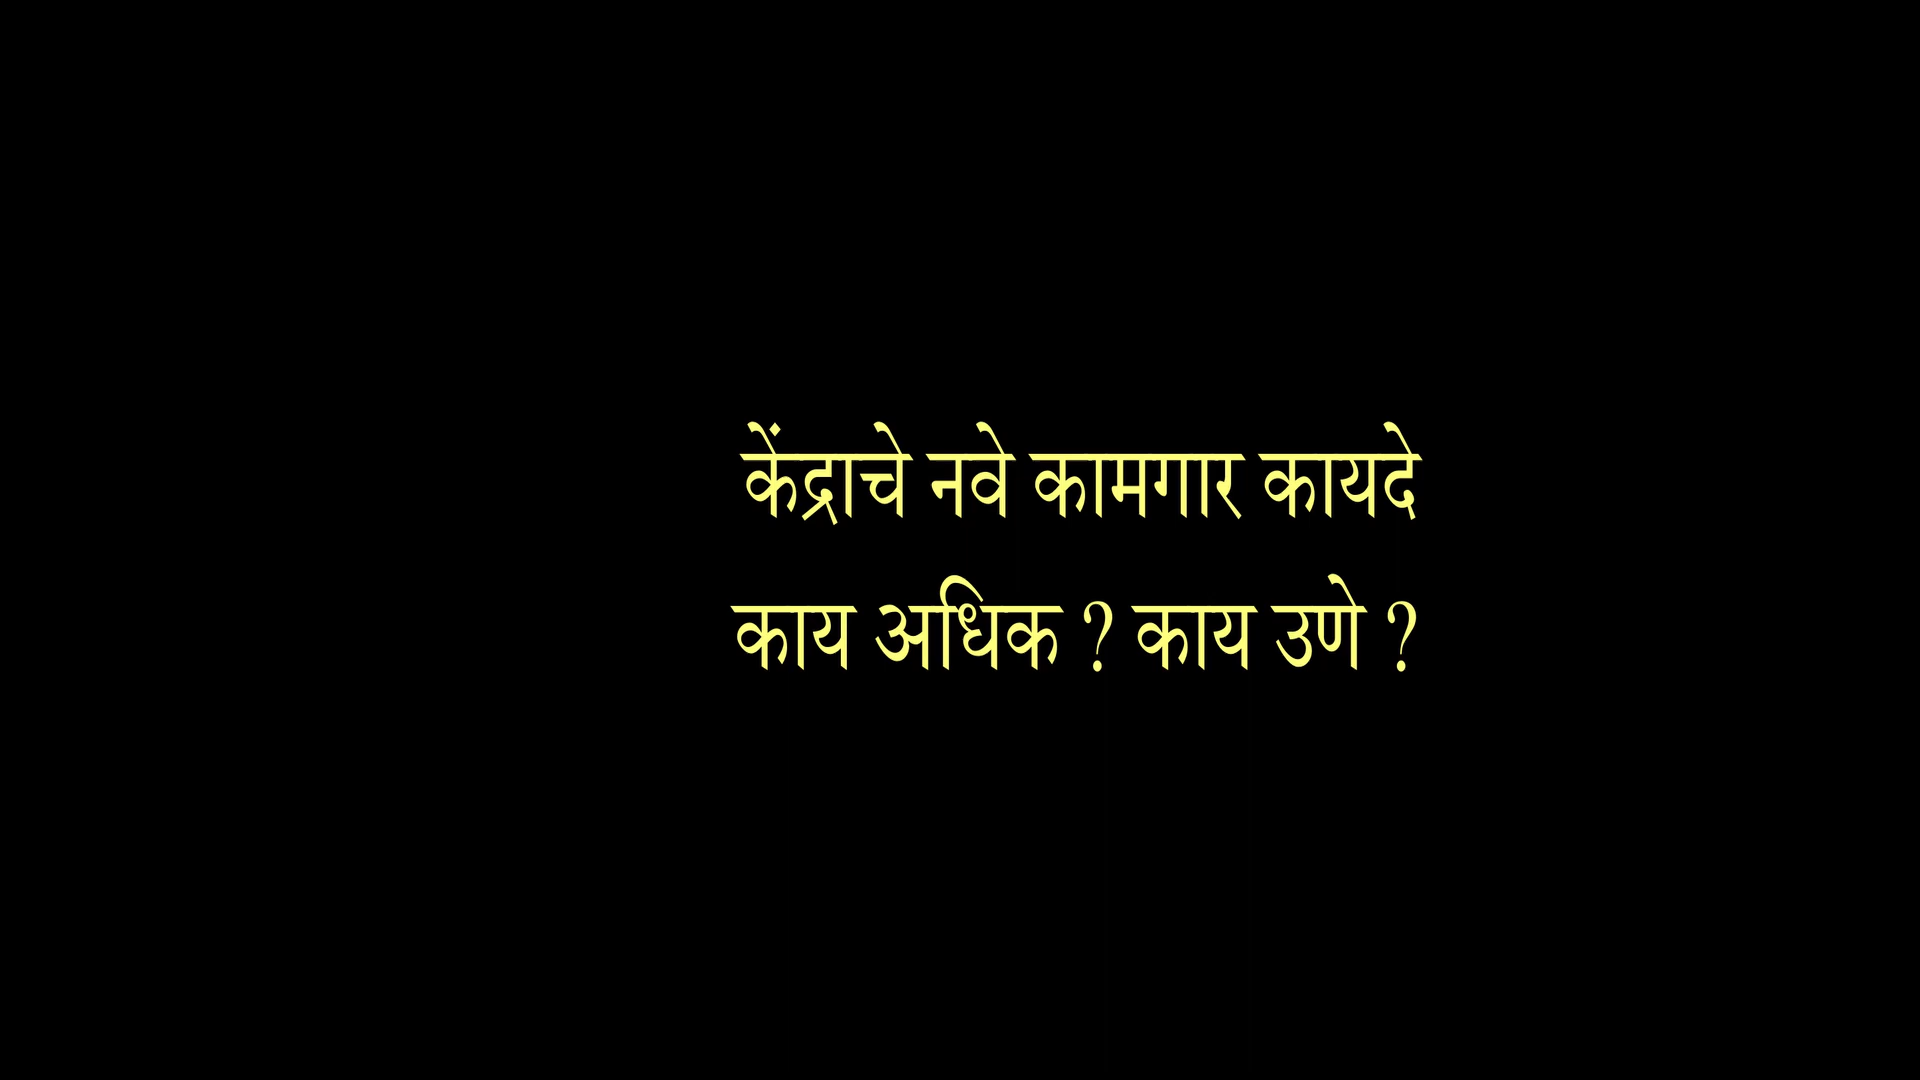 केंद्राचे नवे कामगार कायदे
काय अधिक ? काय उणे ?